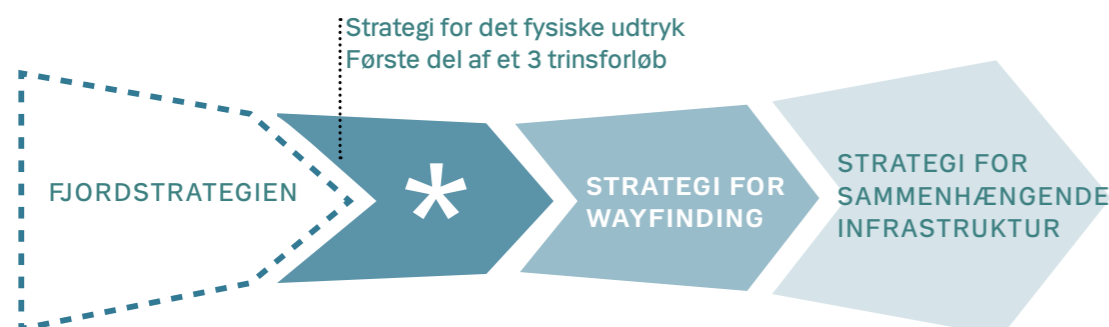 Strategi for det fysiske udtryk
Første del af et 3 trinsforløb
FJORDSTRATEGIEN
*
STRATEGI FOR
WAYFINDING
STRATEGI FOR
SAMMENHÆNGENDE
INFRASTRUKTUR